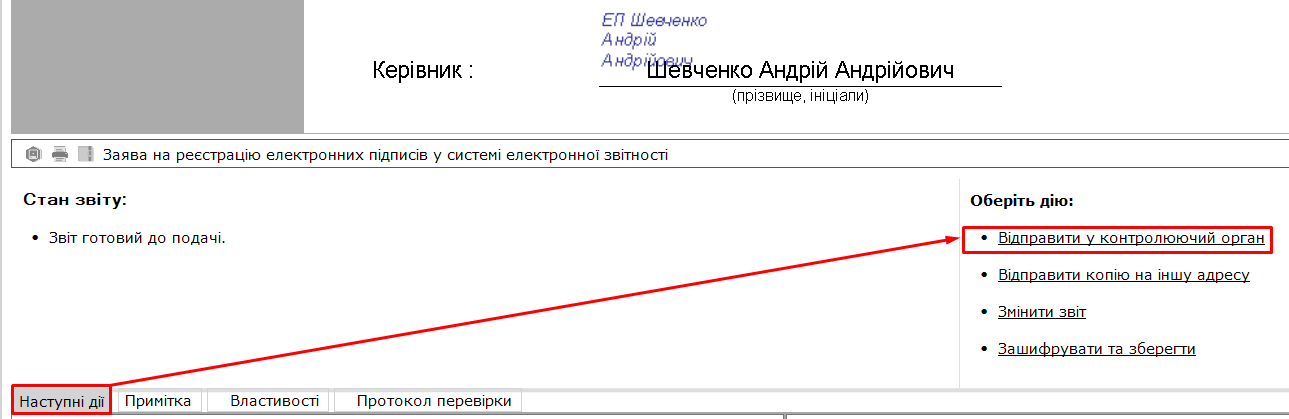 ЕП Шевченко
Андрій
Андрійович
Керівник : Шевченко Андрій Андрійович
(прізвище, ініціали)
Заява на реєстрацію електронних підписів у системі електронної звітності
Стан звіту:
• Звіт готовий до подачі.
Оберіть дію:
• Відправити у контролюючий орган
• Відправити копію на іншу адресу
• Змінити звіт
• Зашифрувати та зберегти
Наступні дії Примітка Властивості Протокол перевірки